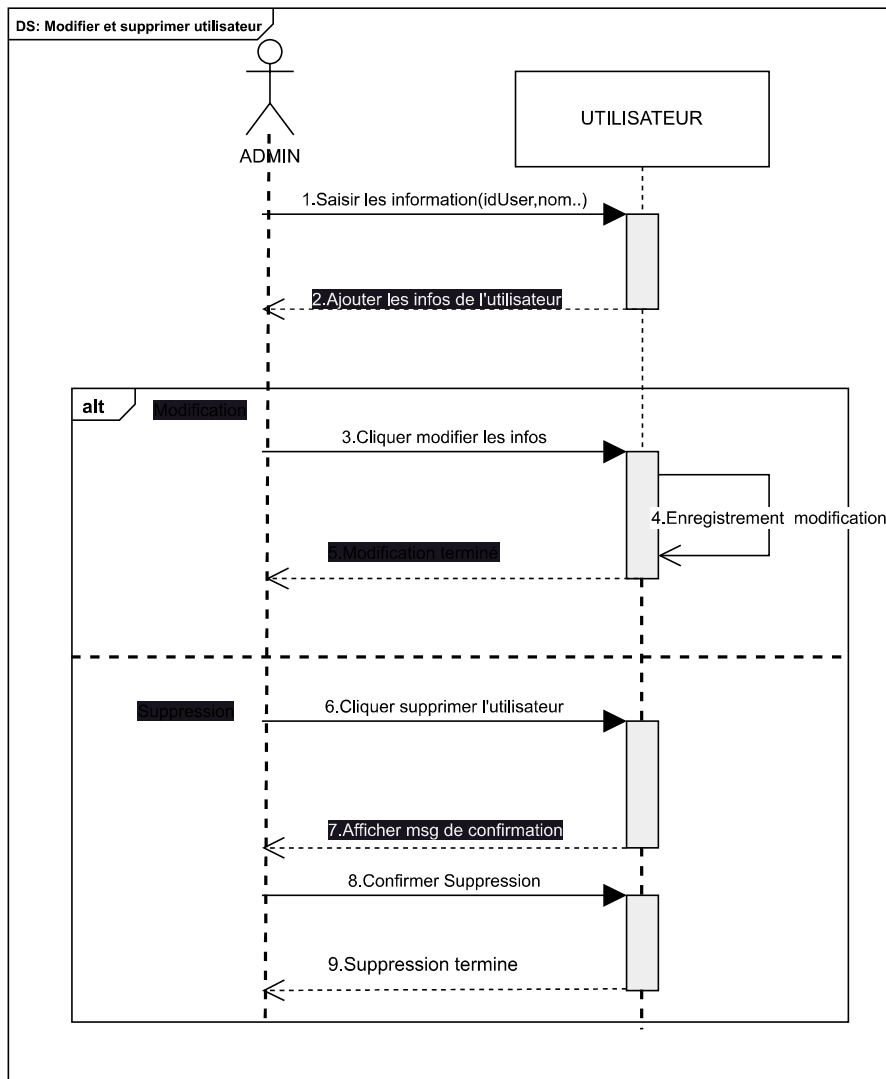 DS: Modifier et supprimer utilisateur
ADMIN
UTILISATEUR
1.Saisir les information(idUser,nom..)
2.Ajouter les infos de l'utilisateur
alt
Modification
3.Cliquer modifier les infos
4.Enregistrement modification
5.Modification terminé
Suppression
6.Cliquer supprimer l'utilisateur
7.Afficher msg de confirmation
8.Confirmer Suppression
9.Suppression termine